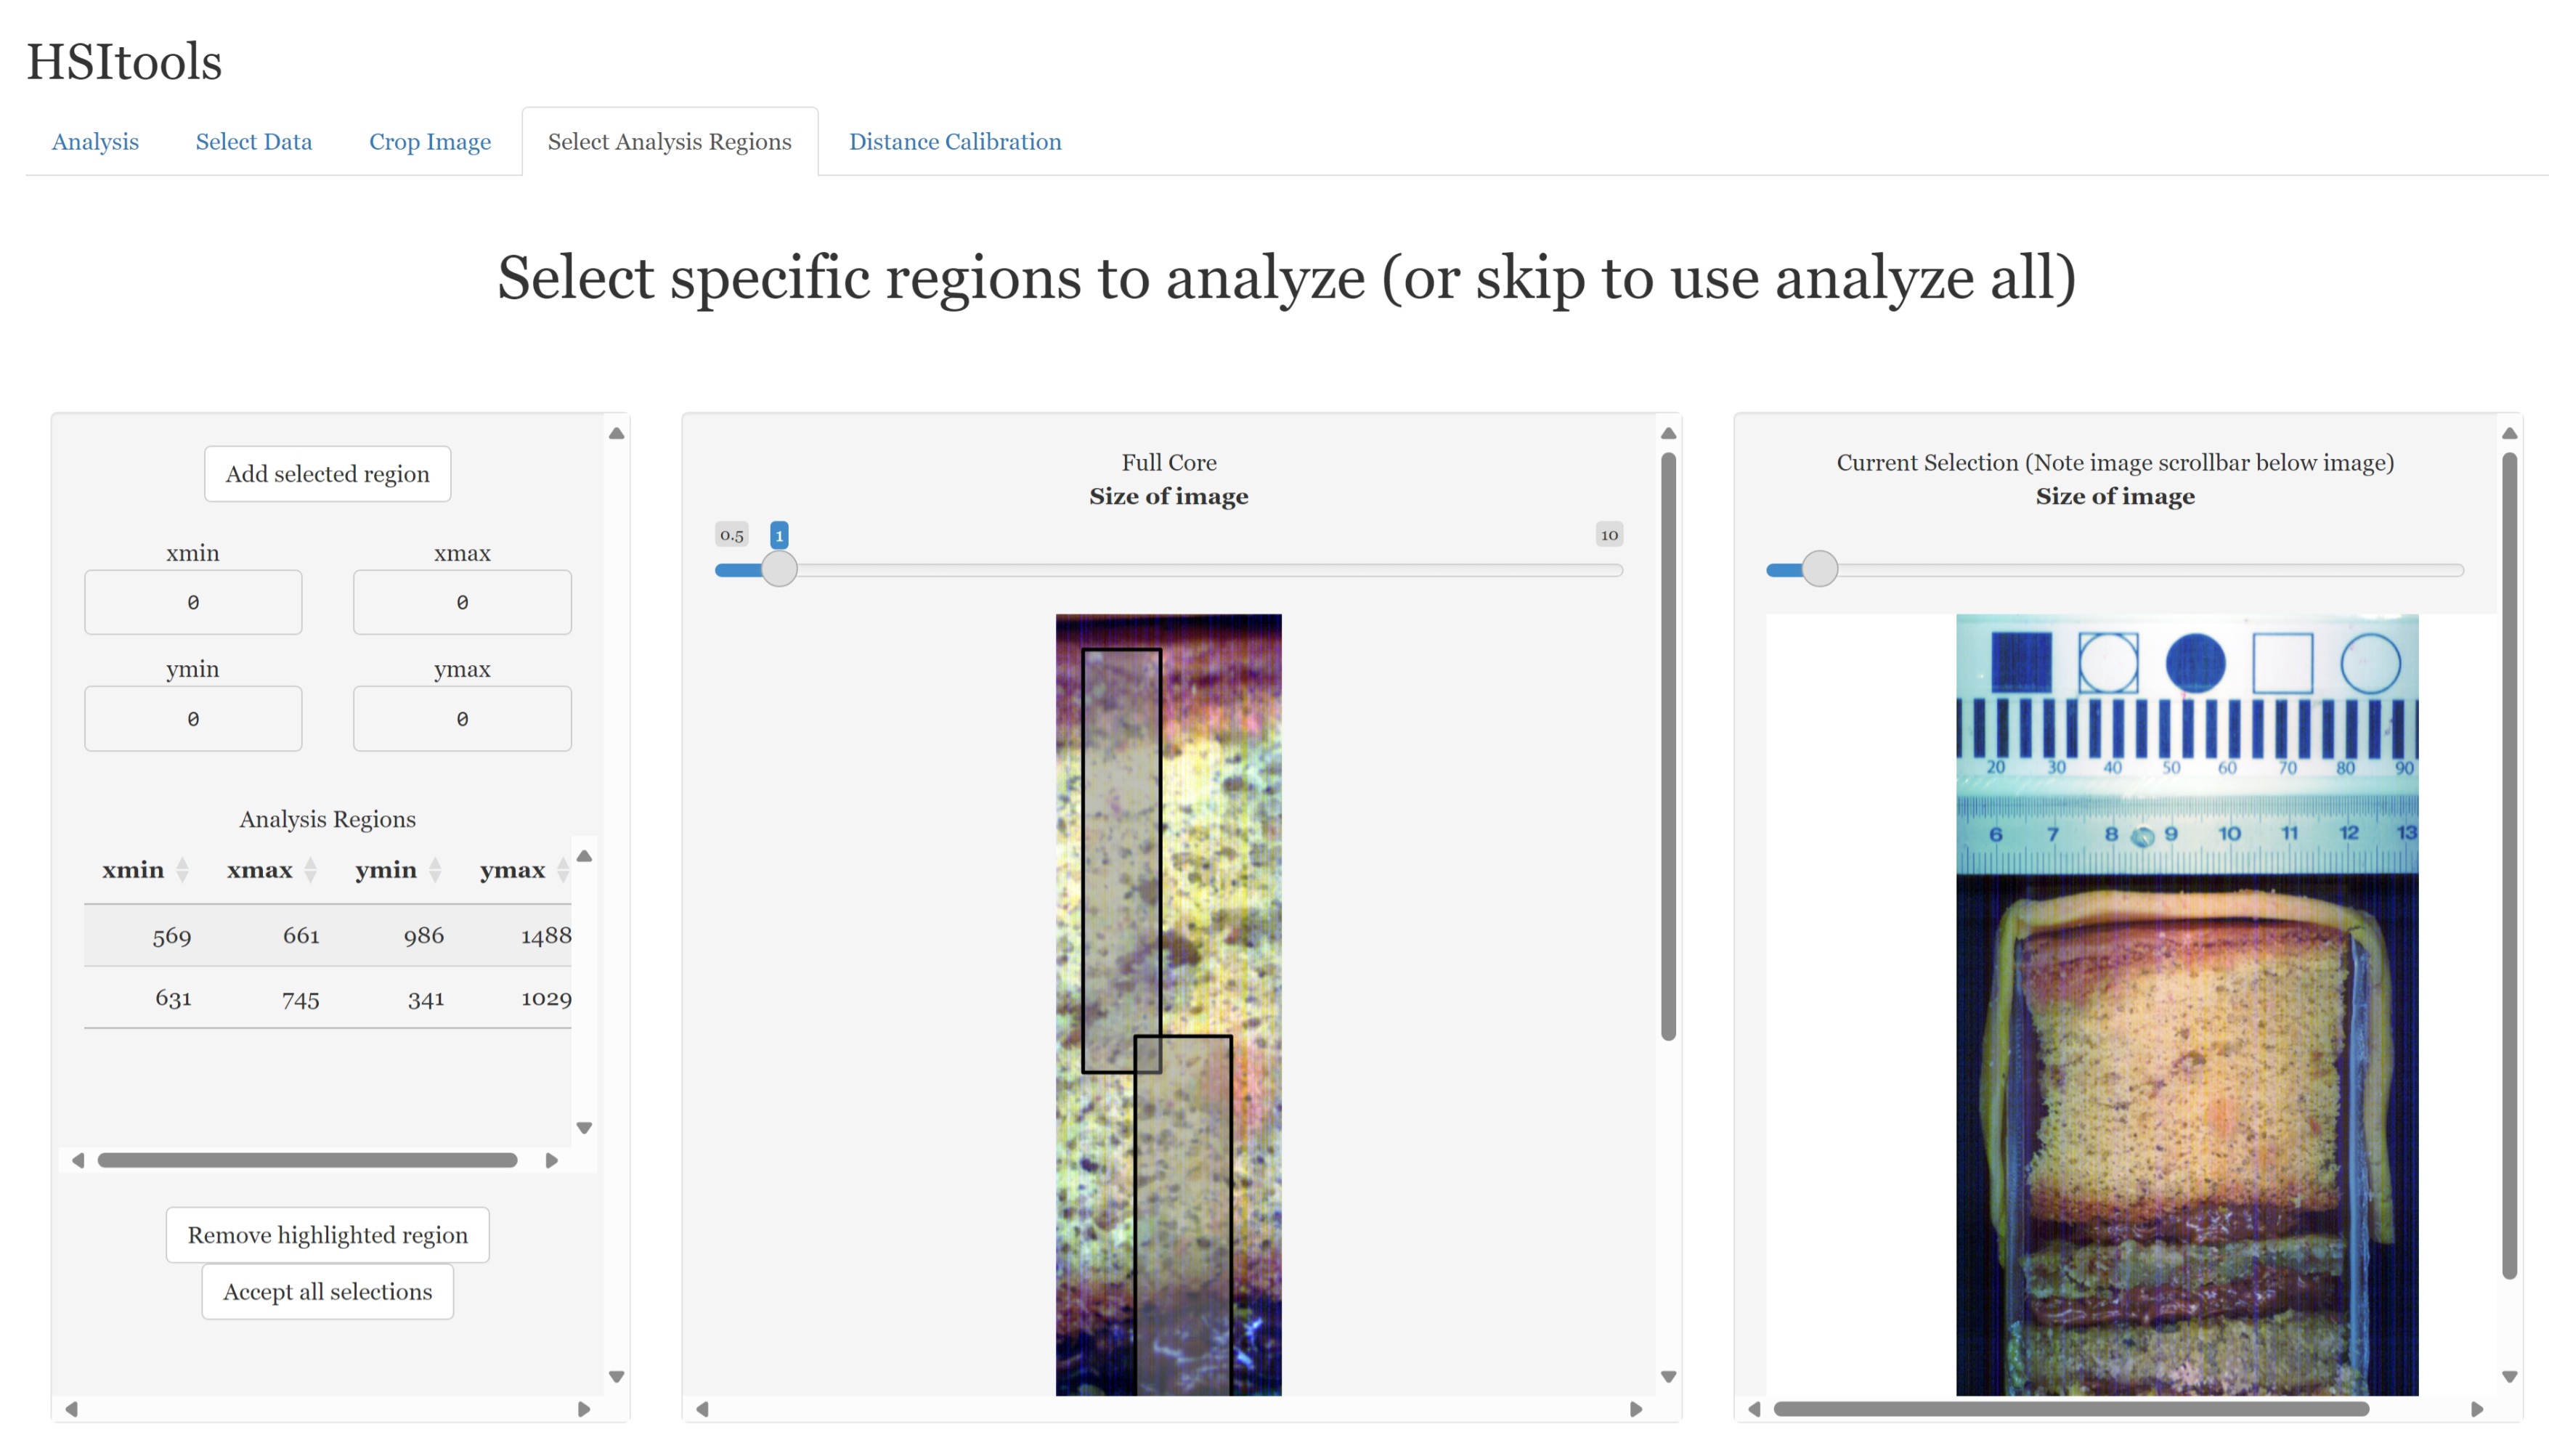 HSItools
Analysis Select Data Crop Image Select Analysis Regions Distance Calibration
Select specific regions to analyze (or skip to use analyze all)
Add selected region
xmin xmax
0 0
ymin ymax
0 0
Analysis Regions
xmin xmax ymin ymax
569 661 986 1488
631 745 341 1029
Remove highlighted region
Accept all selections
Full Core
Size of image
0.5 1 10
Current Selection (Note image scrollbar below image)
Size of image
20 30 40 50 60 70 80 90
6 7 8 9 10 11 12 13